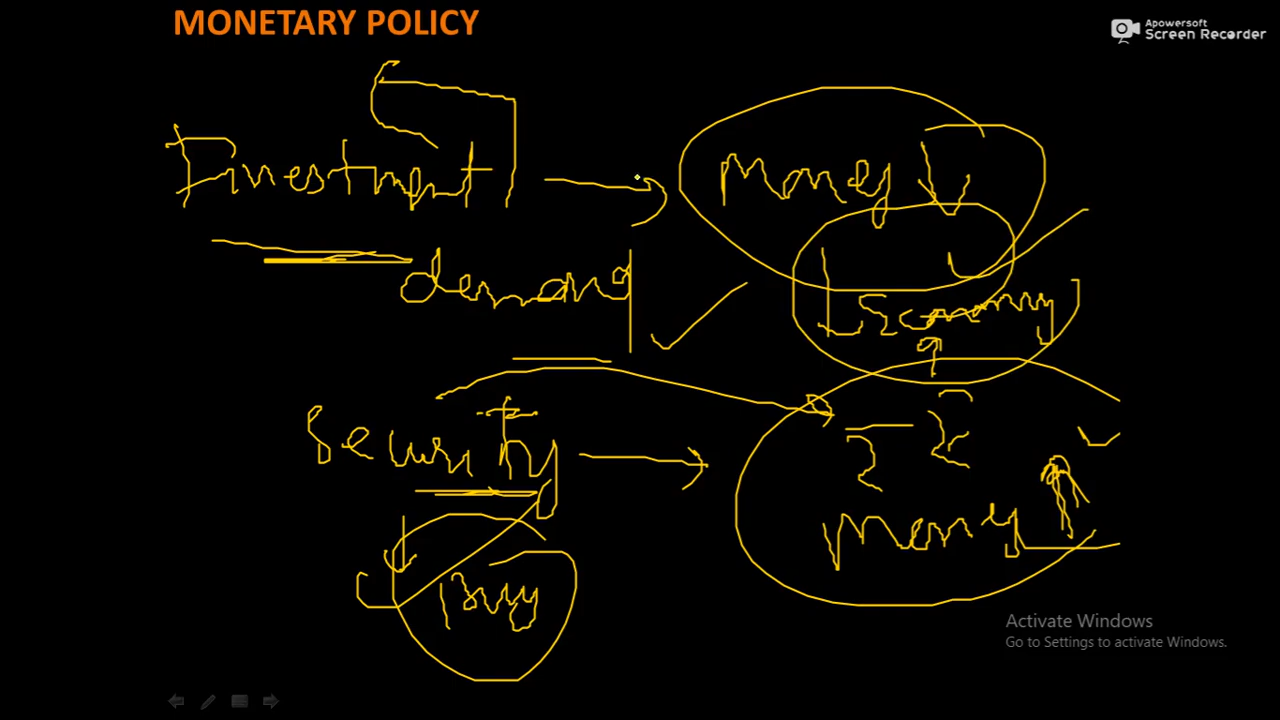 MONETARY POLICY
Apowersoft
Screen Recorder
Investment
Money
demand
Security
Money
Buy
Activate Windows
Go to Settings to activate Windows.